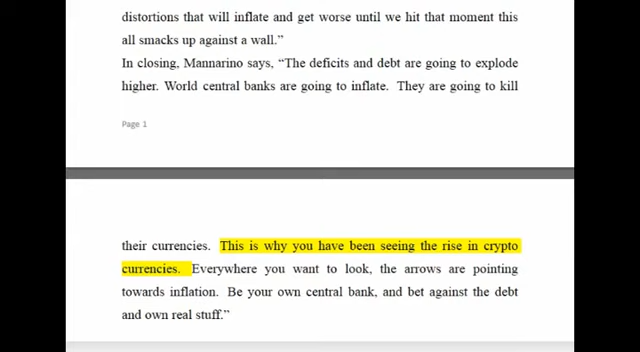 distortions that will inflate and get worse until we hit that moment this
all smacks up against a wall.”
In closing, Mannarino says, “The deficits and debt are going to explode
higher. World central banks are going to inflate. They are going to kill
Page 1
their currencies. This is why you have been seeing the rise in crypto
currencies. Everywhere you want to look, the arrows are pointing
towards inflation. Be your own central bank, and bet against the debt
and own real stuff.”